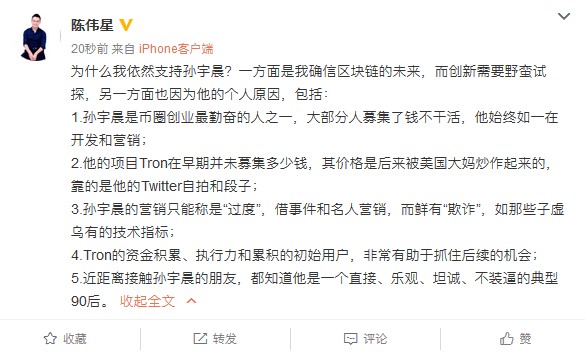 陈伟星
20秒前 来自 iPhone客户端
为什么我依然支持孙宇晨？一方面是我确信区块链的未来，而创新需要野蛮试
探，另一方面也因为他的个人原因，包括：
1.孙宇晨是币圈创业最勤奋的人之一，大部分人募集了钱不干活，他始终如一在
开发和营销；
2.他的项目Tron在早期并未募集多少钱，其价格是后来被美国大妈炒作起来的，
靠的是他的Twitter自拍和段子；
3.孙宇晨的营销只能称是“过度”，借事件和名人营销，而鲜有“欺诈”，如那些子虚
乌有的技术指标；
4.Tron的资金积累、执行力和累积的初始用户，非常有助于抓住后续的机会；
5.近距离接触孙宇晨的朋友，都知道他是一个直接、乐观、坦诚、不装逼的典型
90后。 收起全文
收藏 转发 评论 赞